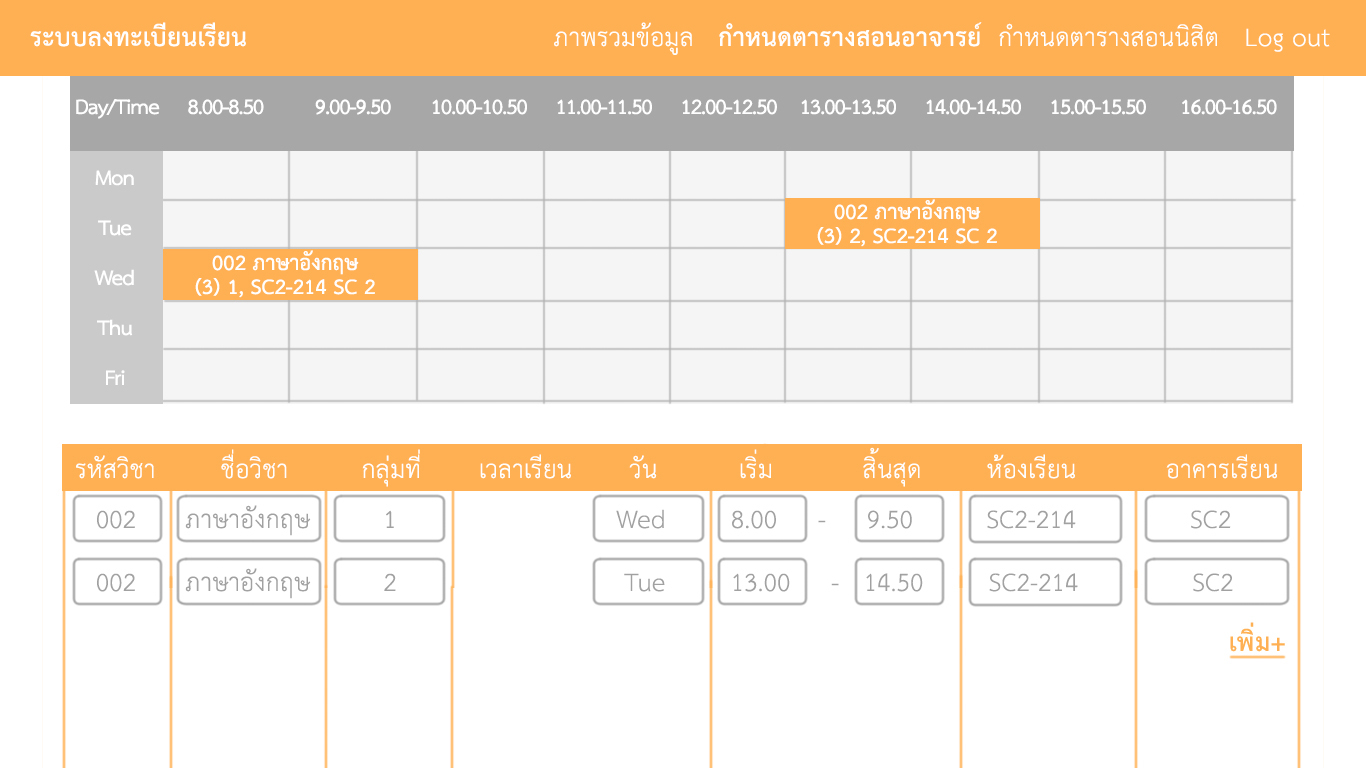 ระบบลงทะเบียนเรียน ภาพรวมข้อมูล กำหนดตารางสอนอาจารย์ กำหนดตารางสอนนิสิต Log out
Day/Time 8.00-8.50 9.00-9.50 10.00-10.50 11.00-11.50 12.00-12.50 13.00-13.50 14.00-14.50 15.00-15.50 16.00-16.50
Mon
Tue
002 ภาษาอังกฤษ
(3) 2, SC2-214 SC 2
Wed
002 ภาษาอังกฤษ
(3) 1, SC2-214 SC 2
Thu
Fri
รหัสวิชา ชื่อวิชา กลุ่มที่ เวลาเรียน วัน เริ่ม สิ้นสุด ห้องเรียน อาคารเรียน
002 ภาษาอังกฤษ 1 Wed 8.00 - 9.50 SC2-214 SC2
002 ภาษาอังกฤษ 2 Tue 13.00 - 14.50 SC2-214 SC2
เพิ่ม+